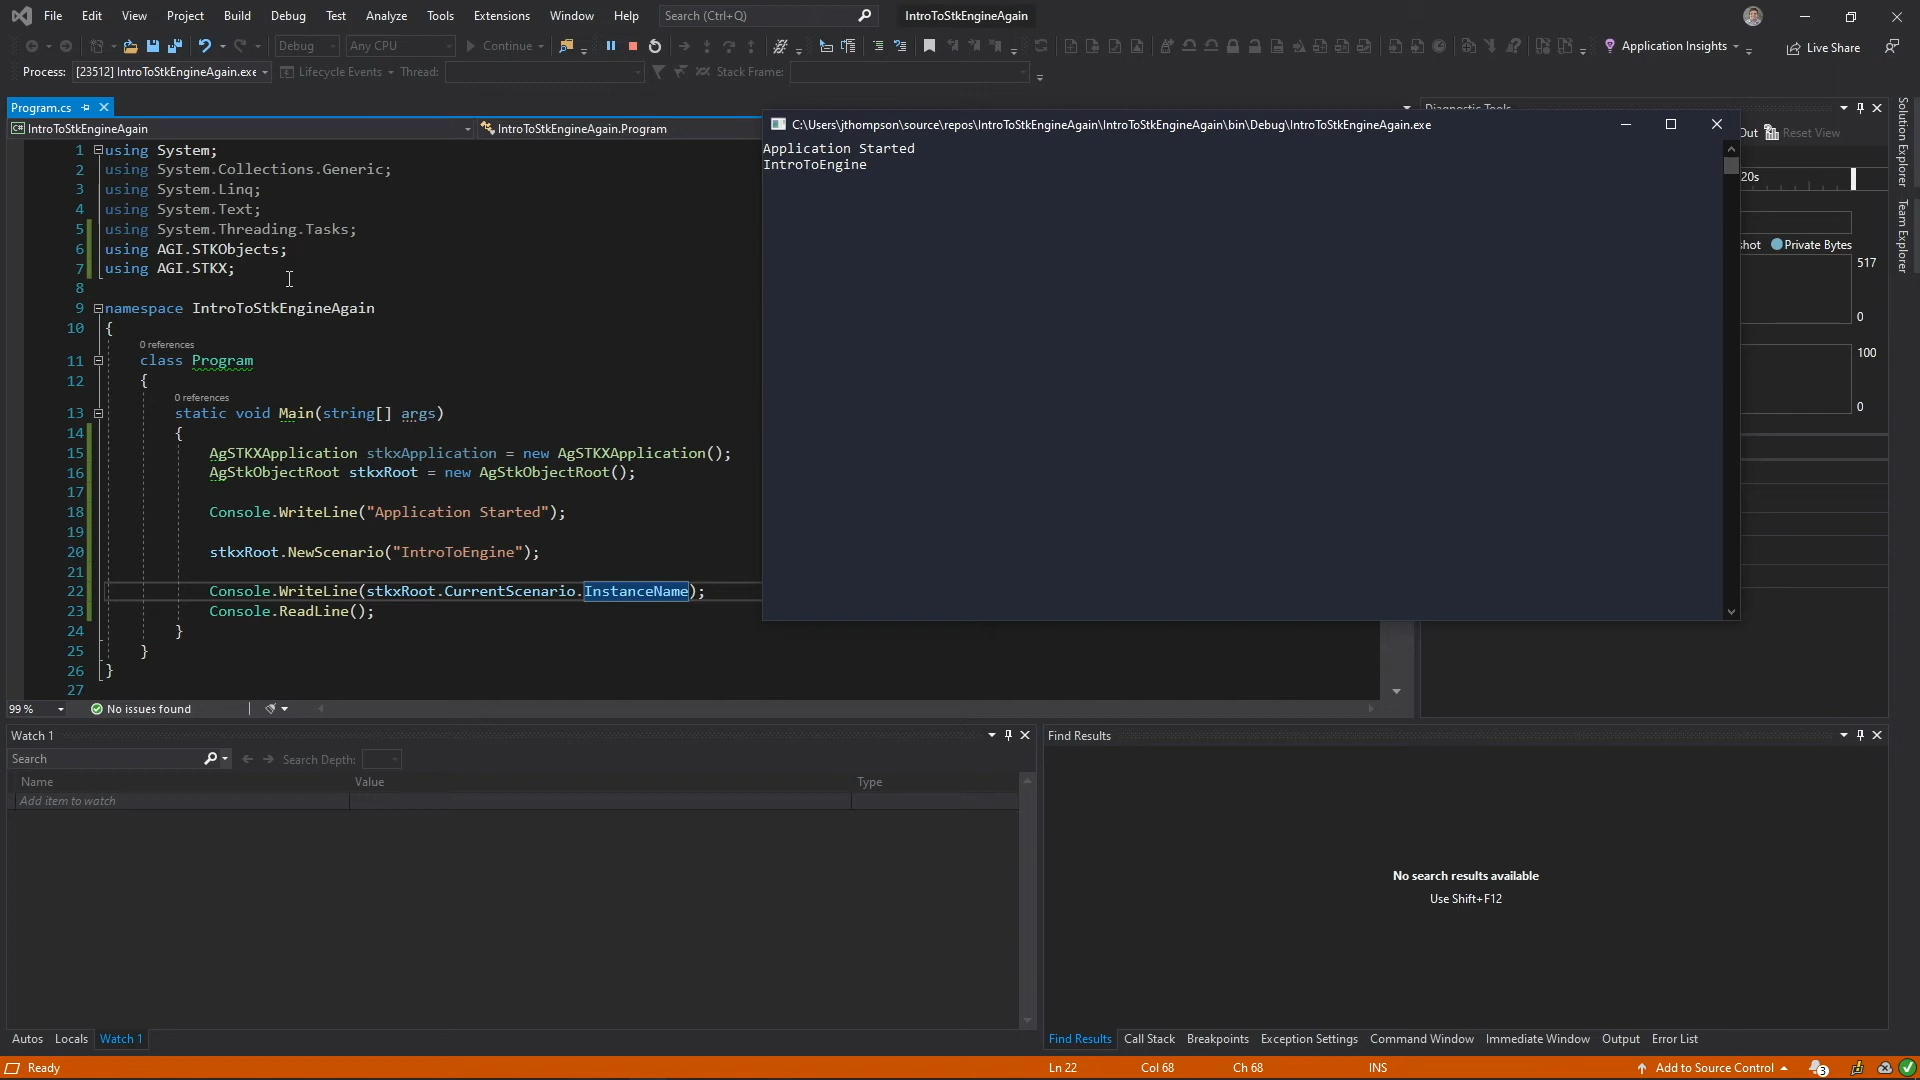 File Edit View Project Build Debug Test Analyze Tools Extensions Window Help Search (Ctrl+Q) IntroToStkEngineAgain
Debug Any CPU Continue Application Insights Live Share
Process: [23512] IntroToStkEngineAgain.exe Lifecycle Events Thread: Stack Frame:
Program.cs
IntroToStkEngineAgain IntroToStkEngineAgain.Program
1 using System;
2 using System.Collections.Generic;
3 using System.Linq;
4 using System.Text;
5 using System.Threading.Tasks;
6 using AGI.STKObjects;
7 using AGI.STKX;
8
9 namespace IntroToStkEngineAgain
10 {
0 references
11 class Program
12 {
0 references
13 static void Main(string[] args)
14 {
15 AgSTKXApplication stkxApplication = new AgSTKXApplication();
16 AgStkObjectRoot stkxRoot = new AgStkObjectRoot();
17
18 Console.WriteLine("Application Started");
19
20 stkxRoot.NewScenario("IntroToEngine");
21
22 Console.WriteLine(stkxRoot.CurrentScenario.InstanceName);
23 Console.ReadLine();
24 }
25 }
26 }
27
99 % No issues found
C:\Users\jthompson\source\repos\IntroToStkEngineAgain\IntroToStkEngineAgain\bin\Debug\IntroToStkEngineAgain.exe
Application Started
IntroToEngine
Diagnostic Tools
Out Reset View
20s
shot Private Bytes
517
0
100
0
Solution Explorer
Team Explorer
Watch 1
Search Search Depth:
Name Value Type
Add item to watch
Autos Locals Watch 1
Find Results
No search results available
Use Shift+F12
Find Results Call Stack Breakpoints Exception Settings Command Window Immediate Window Output Error List
Ready Ln 22 Col 68 Ch 68 INS Add to Source Control 3